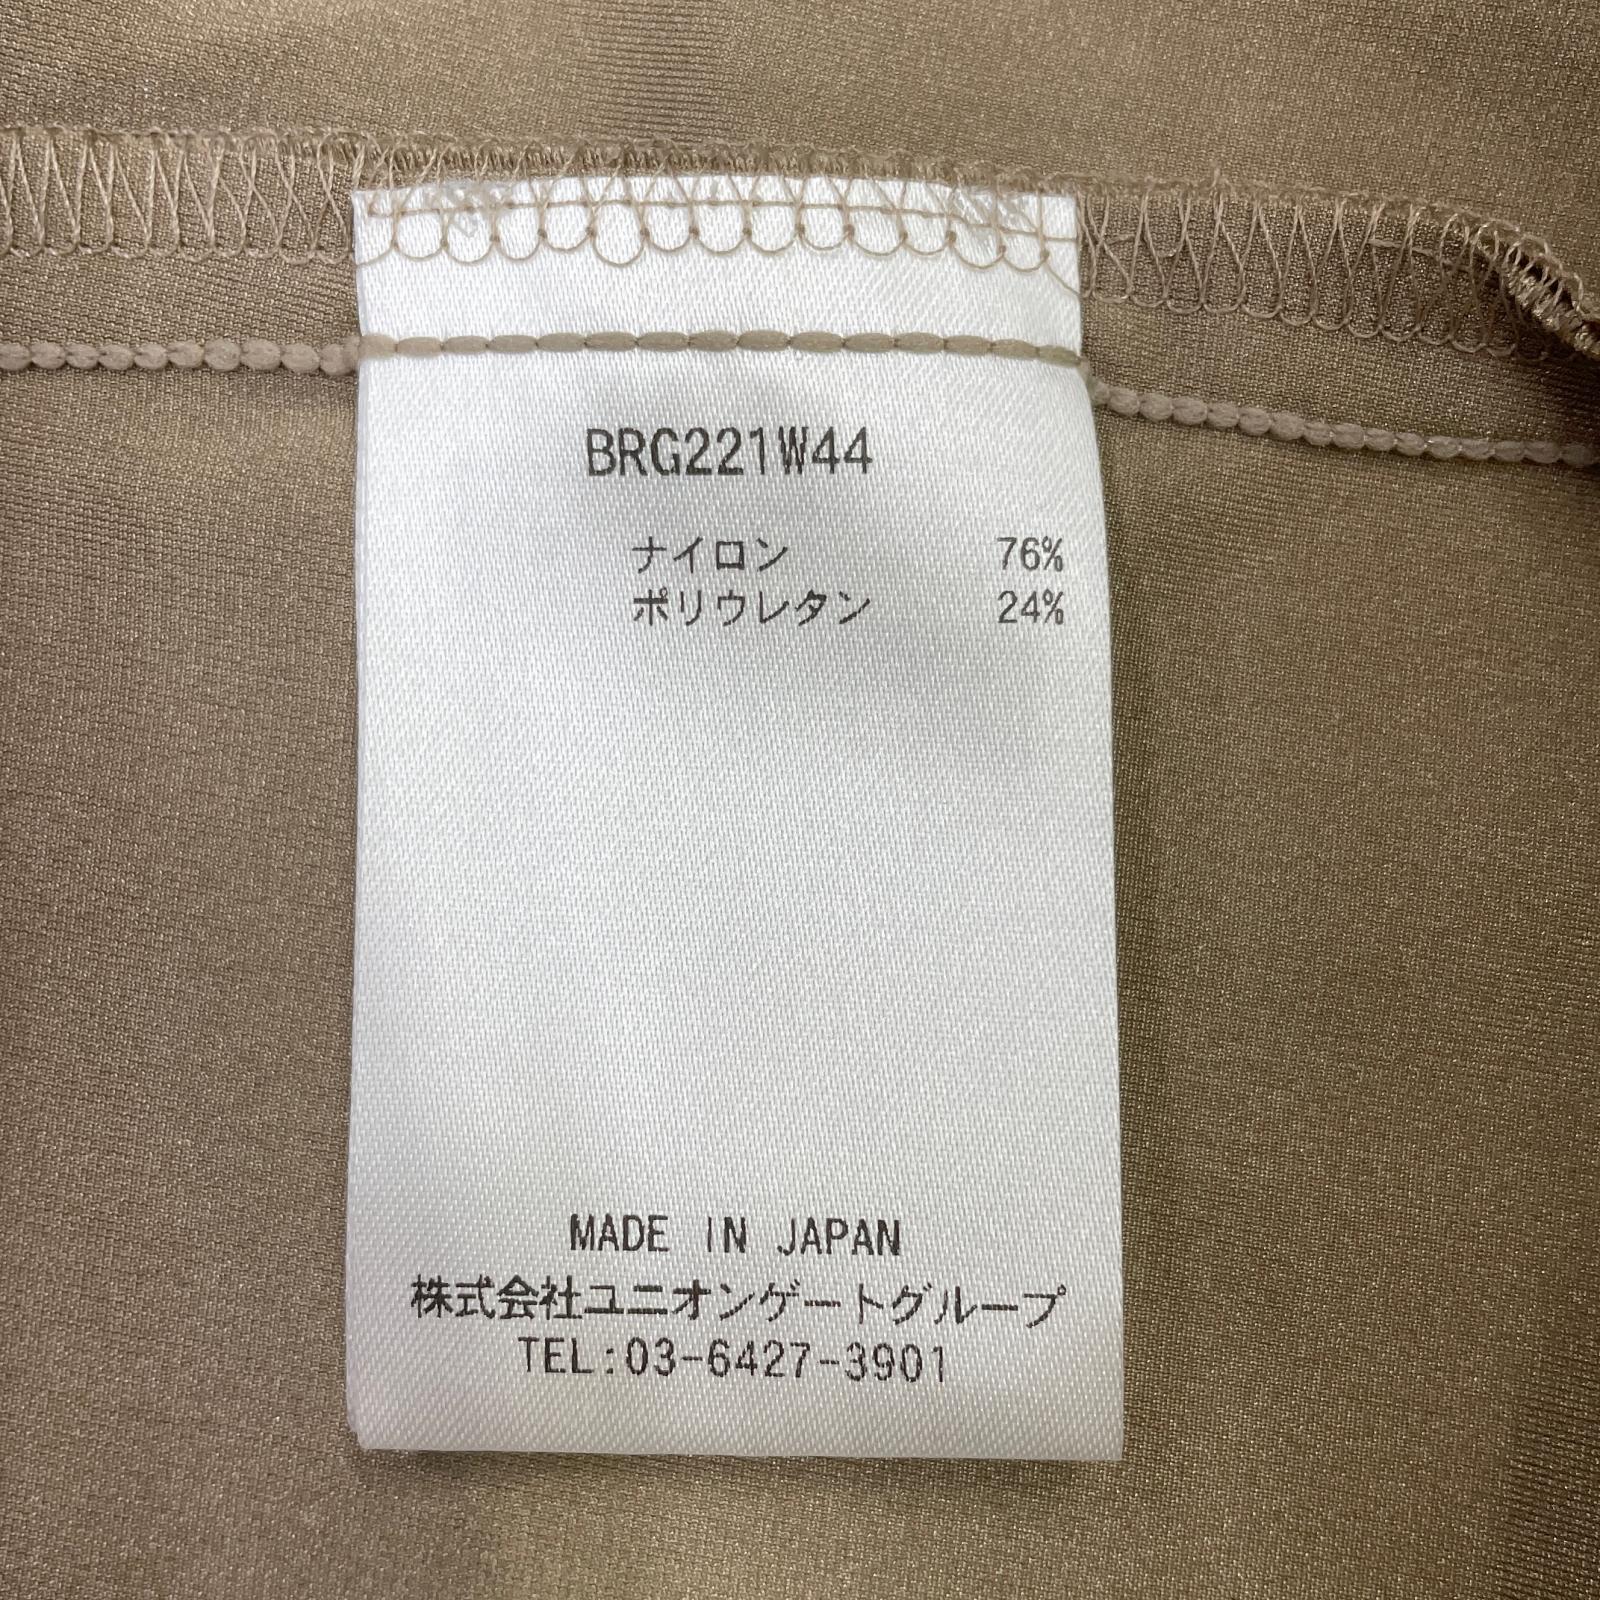 BRG221W44
ナイロン 76%
ポリウレタン 24%
MADE IN JAPAN
株式会社ユニオンゲートグループ
TEL:03-6427-3901